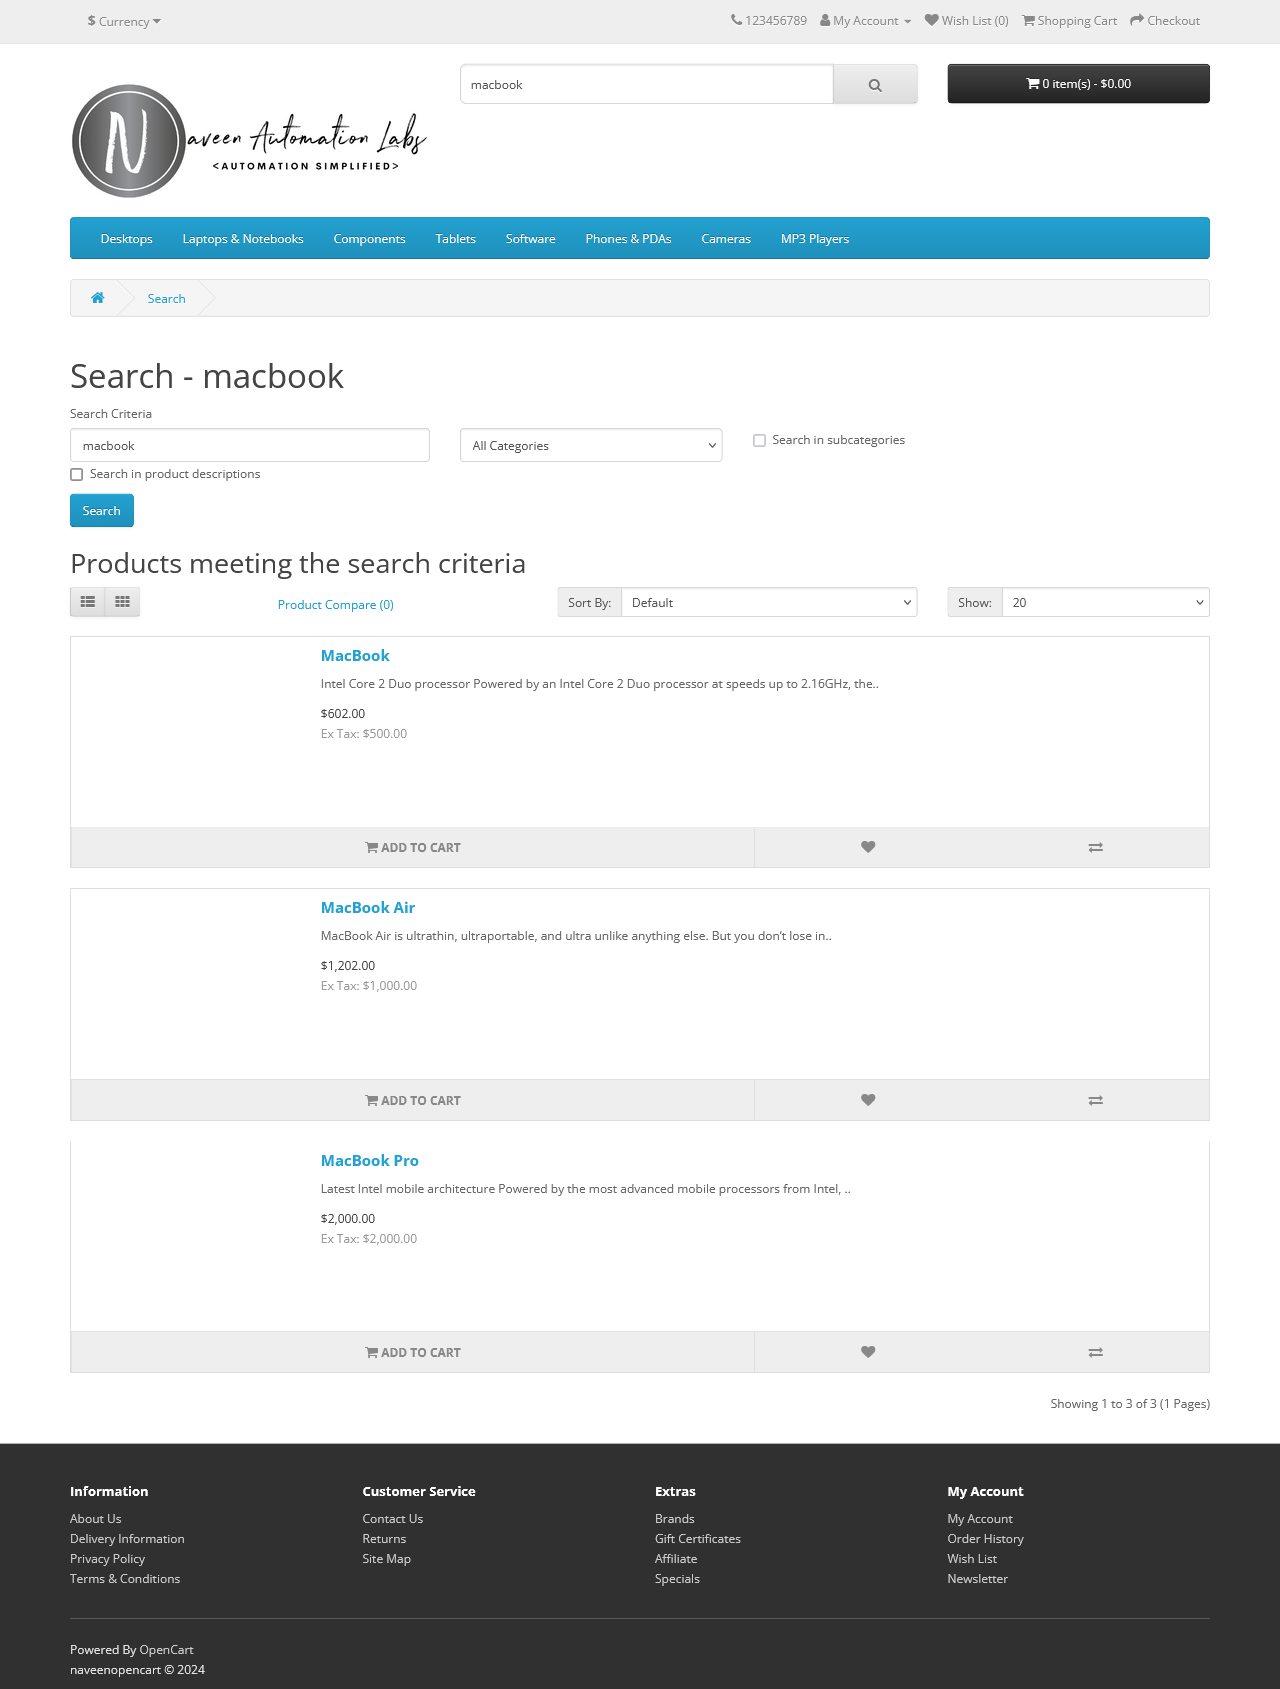 $ Currency
123456789 My Account Wish List (0) Shopping Cart Checkout
macbook
0 item(s) - $0.00
N aveen Automation Labs
<AUTOMATION SIMPLIFIED>
Desktops Laptops & Notebooks Components Tablets Software Phones & PDAs Cameras MP3 Players
Search
Search - macbook
Search Criteria
macbook All Categories Search in subcategories
Search in product descriptions
Search
Products meeting the search criteria
Product Compare (0) Sort By: Default Show: 20
MacBook
Intel Core 2 Duo processor Powered by an Intel Core 2 Duo processor at speeds up to 2.16GHz, the..
$602.00
Ex Tax: $500.00
ADD TO CART
MacBook Air
MacBook Air is ultrathin, ultraportable, and ultra unlike anything else. But you don’t lose in..
$1,202.00
Ex Tax: $1,000.00
ADD TO CART
MacBook Pro
Latest Intel mobile architecture Powered by the most advanced mobile processors from Intel, ..
$2,000.00
Ex Tax: $2,000.00
ADD TO CART
Showing 1 to 3 of 3 (1 Pages)
Information
About Us
Delivery Information
Privacy Policy
Terms & Conditions
Customer Service
Contact Us
Returns
Site Map
Extras
Brands
Gift Certificates
Affiliate
Specials
My Account
My Account
Order History
Wish List
Newsletter
Powered By OpenCart
naveenopencart © 2024